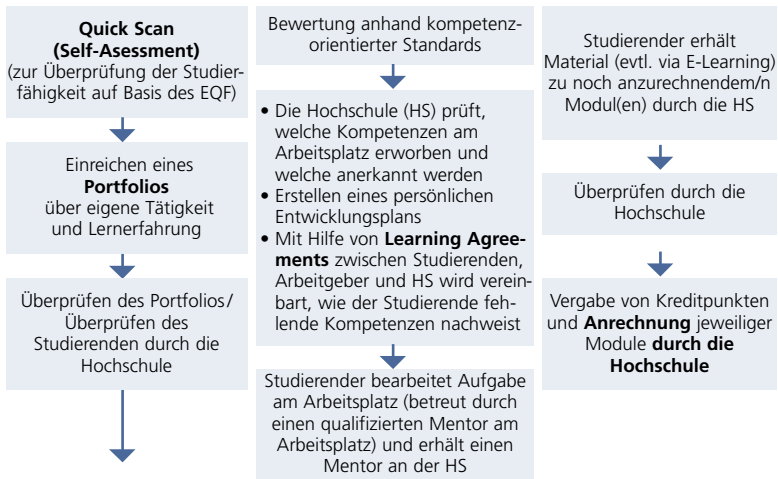 Quick Scan
(Self-Asessment)
(zur Überprüfung der Studier-
fähigkeit auf Basis des EQF)
Einreichen eines
Portfolios
über eigene Tätigkeit
und Lernerfahrung
Überprüfen des Portfolios/
Überprüfen des
Studierenden durch die
Hochschule
Bewertung anhand kompetenz-
orientierter Standards
• Die Hochschule (HS) prüft,
welche Kompetenzen am
Arbeitsplatz erworben und
welche anerkannt werden
• Erstellen eines persönlichen
Entwicklungsplans
• Mit Hilfe von Learning Agree-
ments zwischen Studierenden,
Arbeitgeber und HS wird verein-
bart, wie der Studierende feh-
lende Kompetenzen nachweist
Studierender bearbeitet Aufgabe
am Arbeitsplatz (betreut durch
einen qualifizierten Mentor am
Arbeitsplatz) und erhält einen
Mentor an der HS
Studierender erhält
Material (evtl. via E-Learning)
zu noch anzurechnendem/n
Modul(en) durch die HS
Überprüfen durch die
Hochschule
Vergabe von Kreditpunkten
und Anrechnung jeweiliger
Module durch die
Hochschule